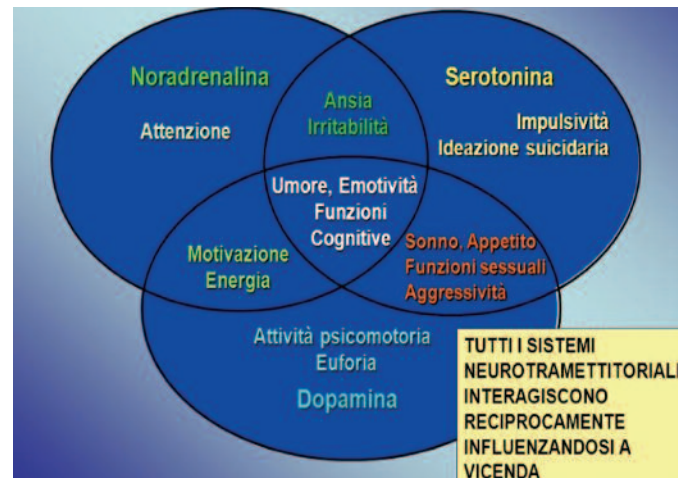 Noradrenalina
Serotonina
Ansia
Irritabilità
Attenzione
Impulsività
Ideazione suicidaria
Umore, Emotività
Funzioni
Cognitive
Motivazione
Energia
Sonno, Appetito
Funzioni sessuali
Aggressività
Attività psicomotoria
Euforia
Dopamina
TUTTI I SISTEMI
NEUROTRAMETTITORIALI
INTERAGISCONO
RECIPROCAMENTE
INFLUENZANDOSI A
VICENDA